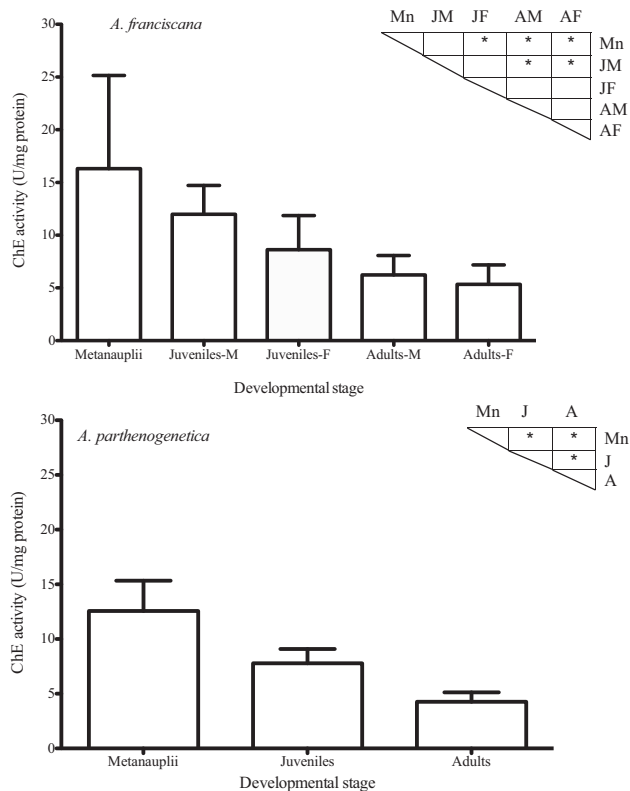 A. franciscana
Mn JM JF AM AF
* * * Mn
* * JM
JF
AM
AF
30
25
20
15
10
5
0
ChE activity (U/mg protein)
Metanauplii Juveniles-M Juveniles-F Adults-M Adults-F
Developmental stage
A. parthenogetica
Mn J A
* * Mn
* J
A
30
25
20
15
10
5
0
ChE activity (U/mg protein)
Metanauplii Juveniles Adults
Developmental stage